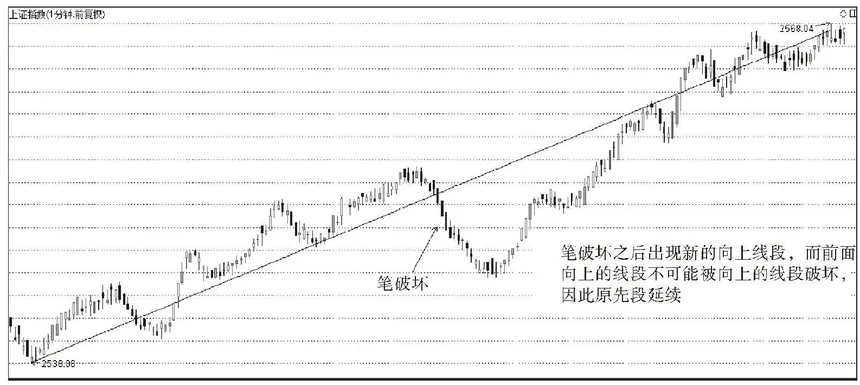 上证指数(1分钟.前复权)
2568.04
笔破坏之后出现新的向上线段，而前面
向上的线段不可能被向上的线段破坏，
因此原先段延续
笔破坏
2538.08